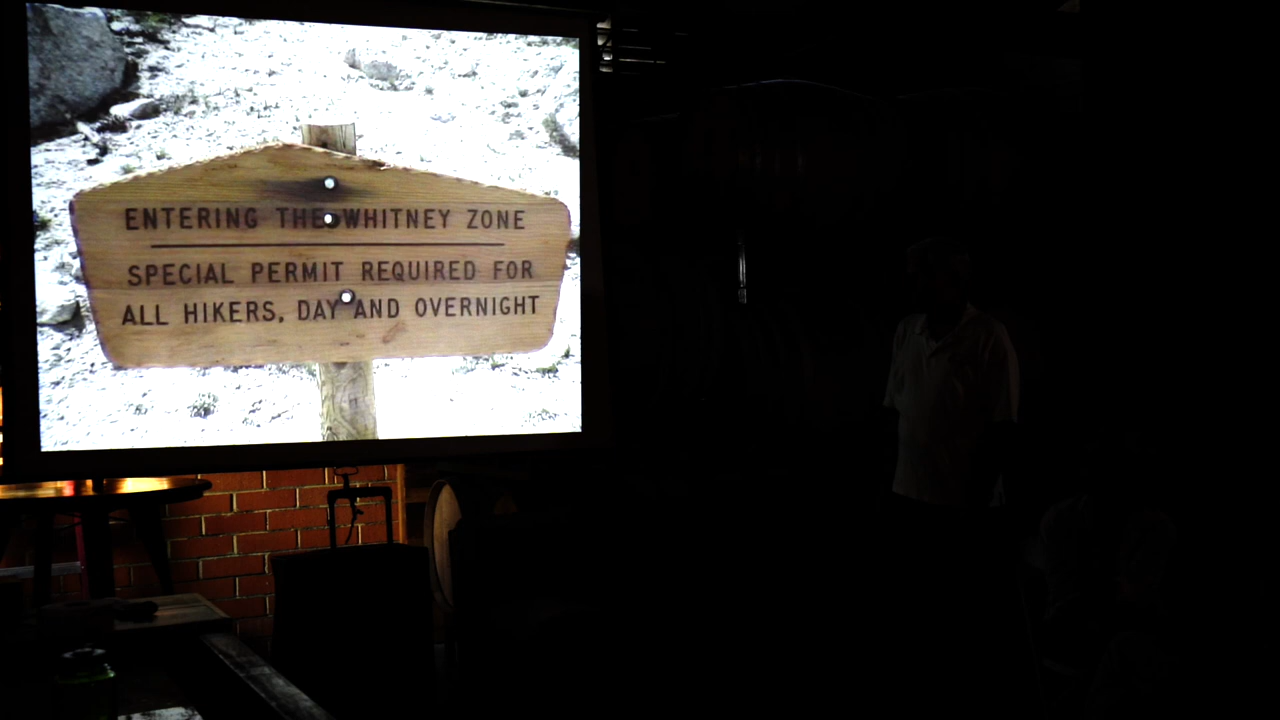 ENTERING THE WHITNEY ZONE
SPECIAL PERMIT REQUIRED FOR
ALL HIKERS, DAY AND OVERNIGHT